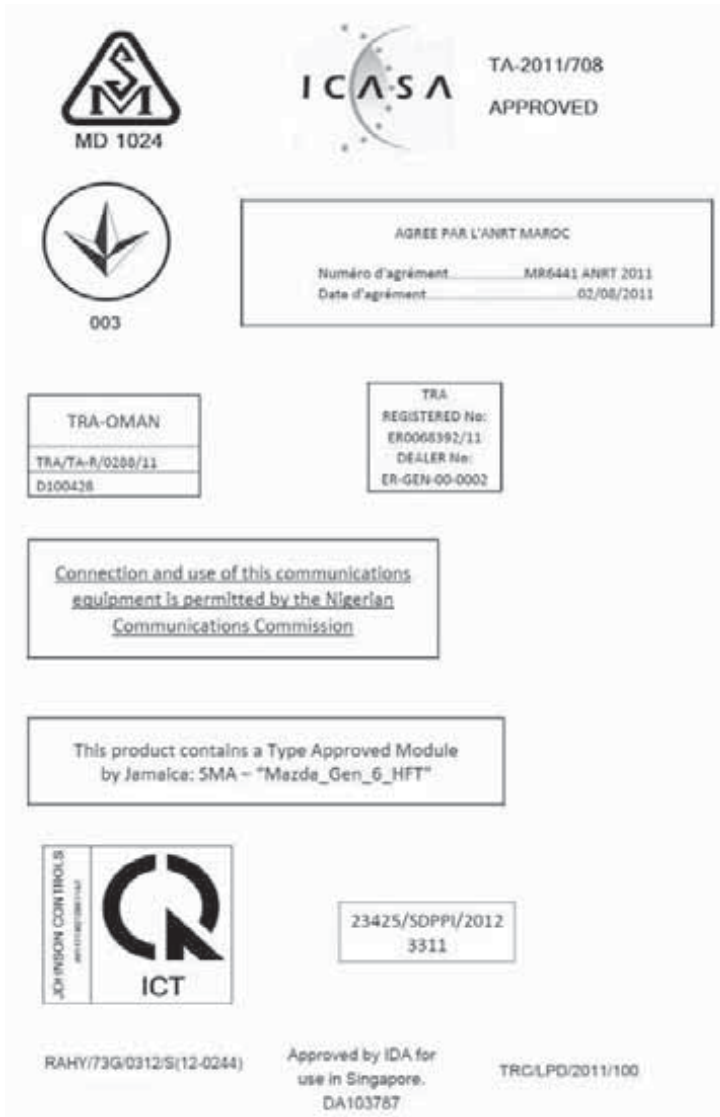 SM
MD 1024
ICASA
TA-2011/708
APPROVED
003
AGREE PAR L'ANRT MAROC
Numéro d'agrément MR6441 ANRT 2011
Date d'agrément 02/08/2011
TRA-OMAN
TRA/TA-R/0288/11
D100428
TRA
REGISTERED No:
ER0068392/11
DEALER No:
ER-GEN-00-0002
Connection and use of this communications
equipment is permitted by the Nigerian
Communications Commission
This product contains a Type Approved Module
by Jamaica: SMA – "Mazda_Gen_6_HFT"
JOHNSON CONTROLS
ICT
23425/SDPPI/2012
3311
RAHY/73G/0312/S(12-0244)
Approved by IDA for
use in Singapore.
DA103787
TRC/LPD/2011/100